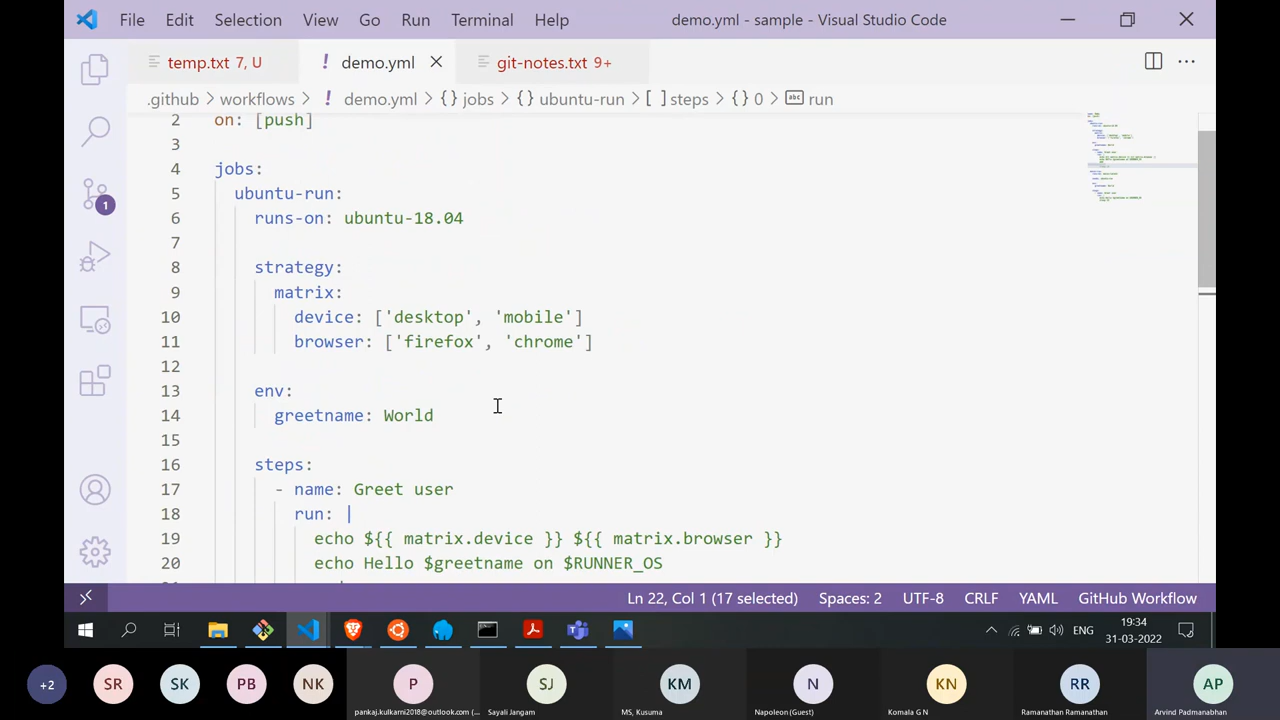 File Edit Selection View Go Run Terminal Help demo.yml - sample - Visual Studio Code
temp.txt 7, U ! demo.yml git-notes.txt 9+
.github > workflows > ! demo.yml > {} jobs > {} ubuntu-run > [ ] steps > {} 0 > abc run
2 on: [push]
3
4 jobs:
5 ubuntu-run:
6 runs-on: ubuntu-18.04
7
8 strategy:
9 matrix:
10 device: ['desktop', 'mobile']
11 browser: ['firefox', 'chrome']
12
13 env:
14 greetname: World
15
16 steps:
17 - name: Greet user
18 run: |
19 echo ${{ matrix.device }} ${{ matrix.browser }}
20 echo Hello $greetname on $RUNNER_OS
1
Ln 22, Col 1 (17 selected) Spaces: 2 UTF-8 CRLF YAML GitHub Workflow
ENG 19:34
31-03-2022
+2 SR SK PB NK P SJ KM N KN RR AP
pankaj.kulkarni2018@outlook.com (... Sayali Jangam MS, Kusuma Napoleon (Guest) Komala G N Ramanathan Ramanathan Arvind Padmanabhan